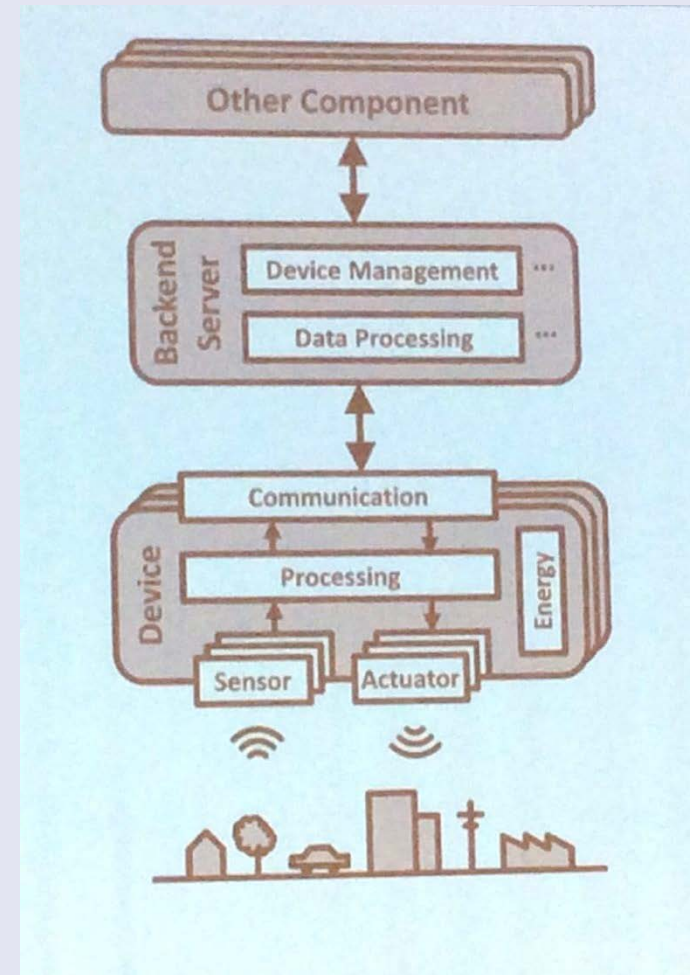 Other Component
Backend
Server
Device Management
...
Data Processing
...
Communication
Device
Processing
Energy
Sensor
Actuator